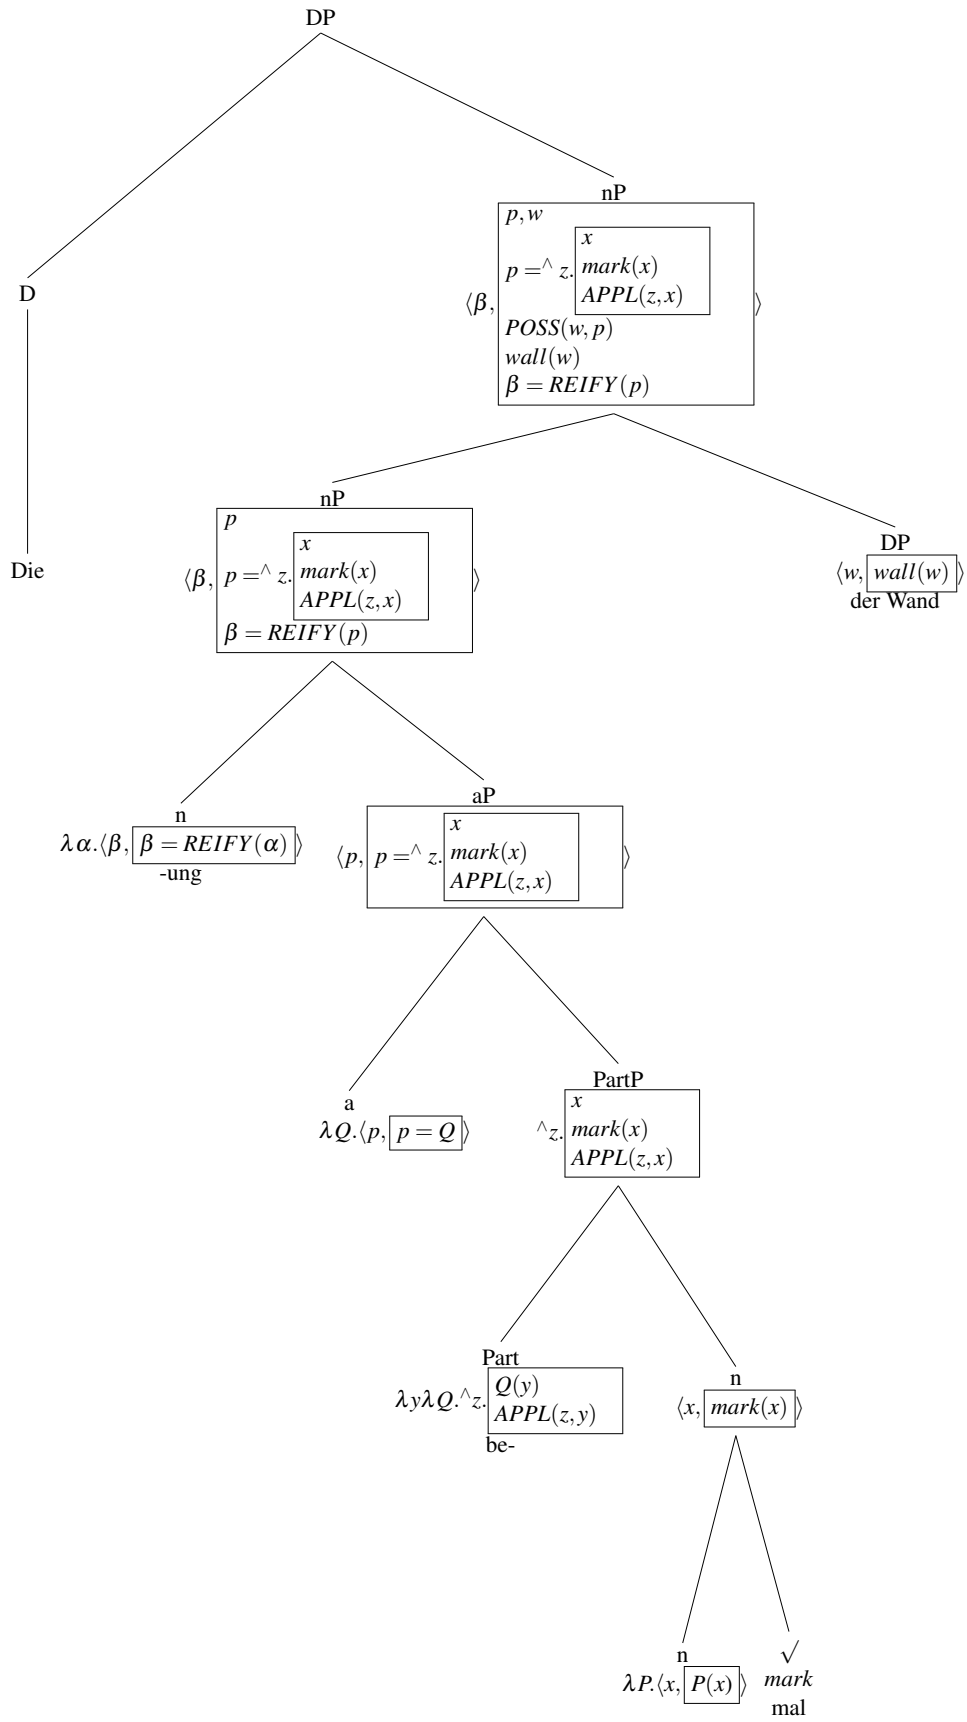 DP
nP
p, w
x
p =^ z. mark(x)
APPL(z,x)
D
⟨β, ⟩
POSS(w, p)
wall(w)
β = REIFY(p)
nP
p
x
DP
Die
⟨β, p =^ z. mark(x) ⟩
⟨w, wall(w) ⟩
APPL(z,x)
der Wand
β = REIFY(p)
aP
n
x
λα.⟨β, β = REIFY(α) ⟩
⟨p, p =^ z. mark(x) ⟩
-ung
APPL(z,x)
PartP
a
x
λQ.⟨p, p = Q ⟩
^z. mark(x)
APPL(z,x)
Part
n
λyλQ.^z. Q(y)
APPL(z,y)
⟨x, mark(x) ⟩
be-
n
√
λP.⟨x, P(x) ⟩
mark
mal